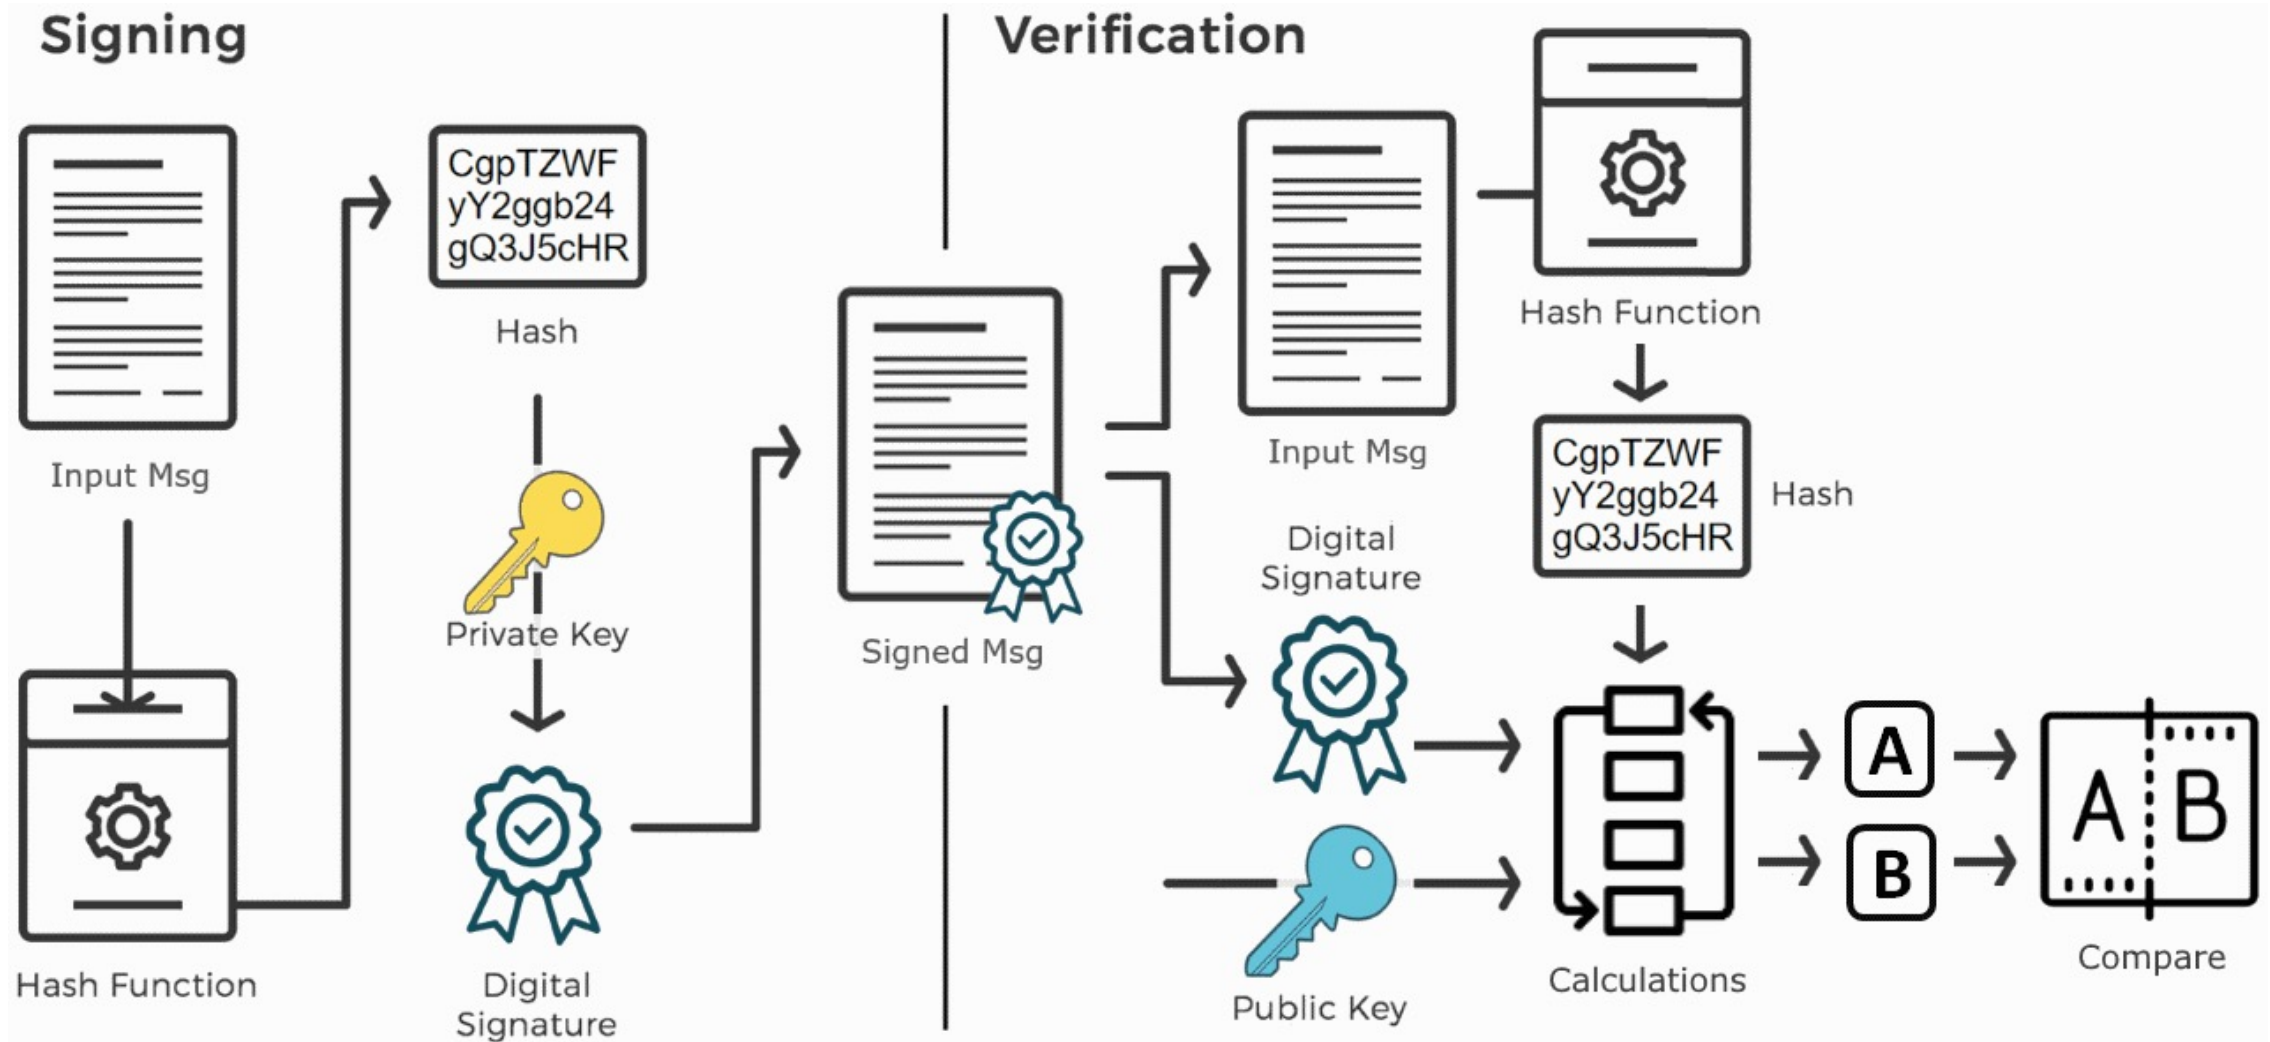 Signing
Input Msg
Hash Function
CgpTZWF
yY2ggb24
gQ3J5cHR
Hash
Private Key
Digital
Signature
Signed Msg
Verification
Input Msg
Hash Function
CgpTZWF
yY2ggb24
gQ3J5cHR
Hash
Digital
Signature
Public Key
Calculations
A
B
A B
Compare